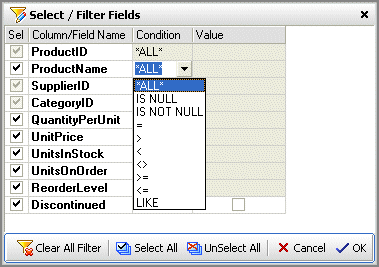 Select / Filter Fields
Sel Column/Field Name Condition Value
ProductID *ALL*
ProductName *ALL*
SupplierID *ALL*
CategoryID IS NULL
IS NOT NULL
QuantityPerUnit =
UnitPrice >
UnitsInStock <
<>
UnitsOnOrder >=
ReorderLevel <=
Discontinued LIKE
Clear All Filter Select All UnSelect All Cancel OK